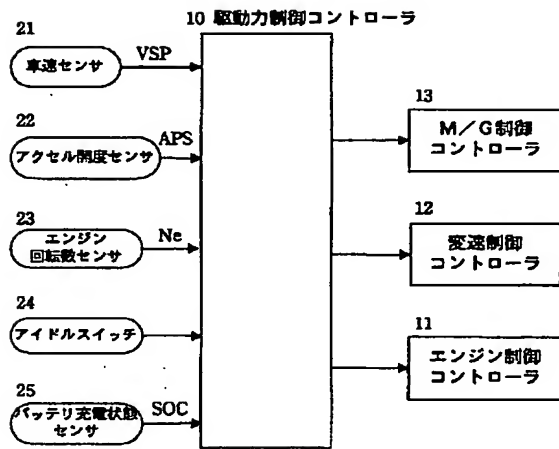 10 駆動力制御コントローラ
21
車速センサ
VSP
22
アクセル開度センサ
APS
23
エンジン
回転数センサ
Ne
24
アイドルスイッチ
25
バッテリ充電状態
センサ
SOC
13
M／G制御
コントローラ
12
変速制御
コントローラ
11
エンジン制御
コントローラ